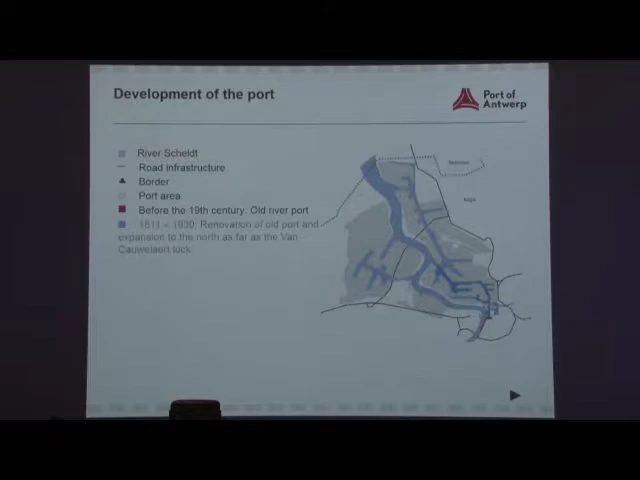 Development of the port
Port of
Antwerp
River Scheldt
Road infrastructure
Border
Port area
Before the 19th century: Old river port
1811 – 1930: Renovation of old port and
expansion to the north as far as the Van
Cauwelaert lock.